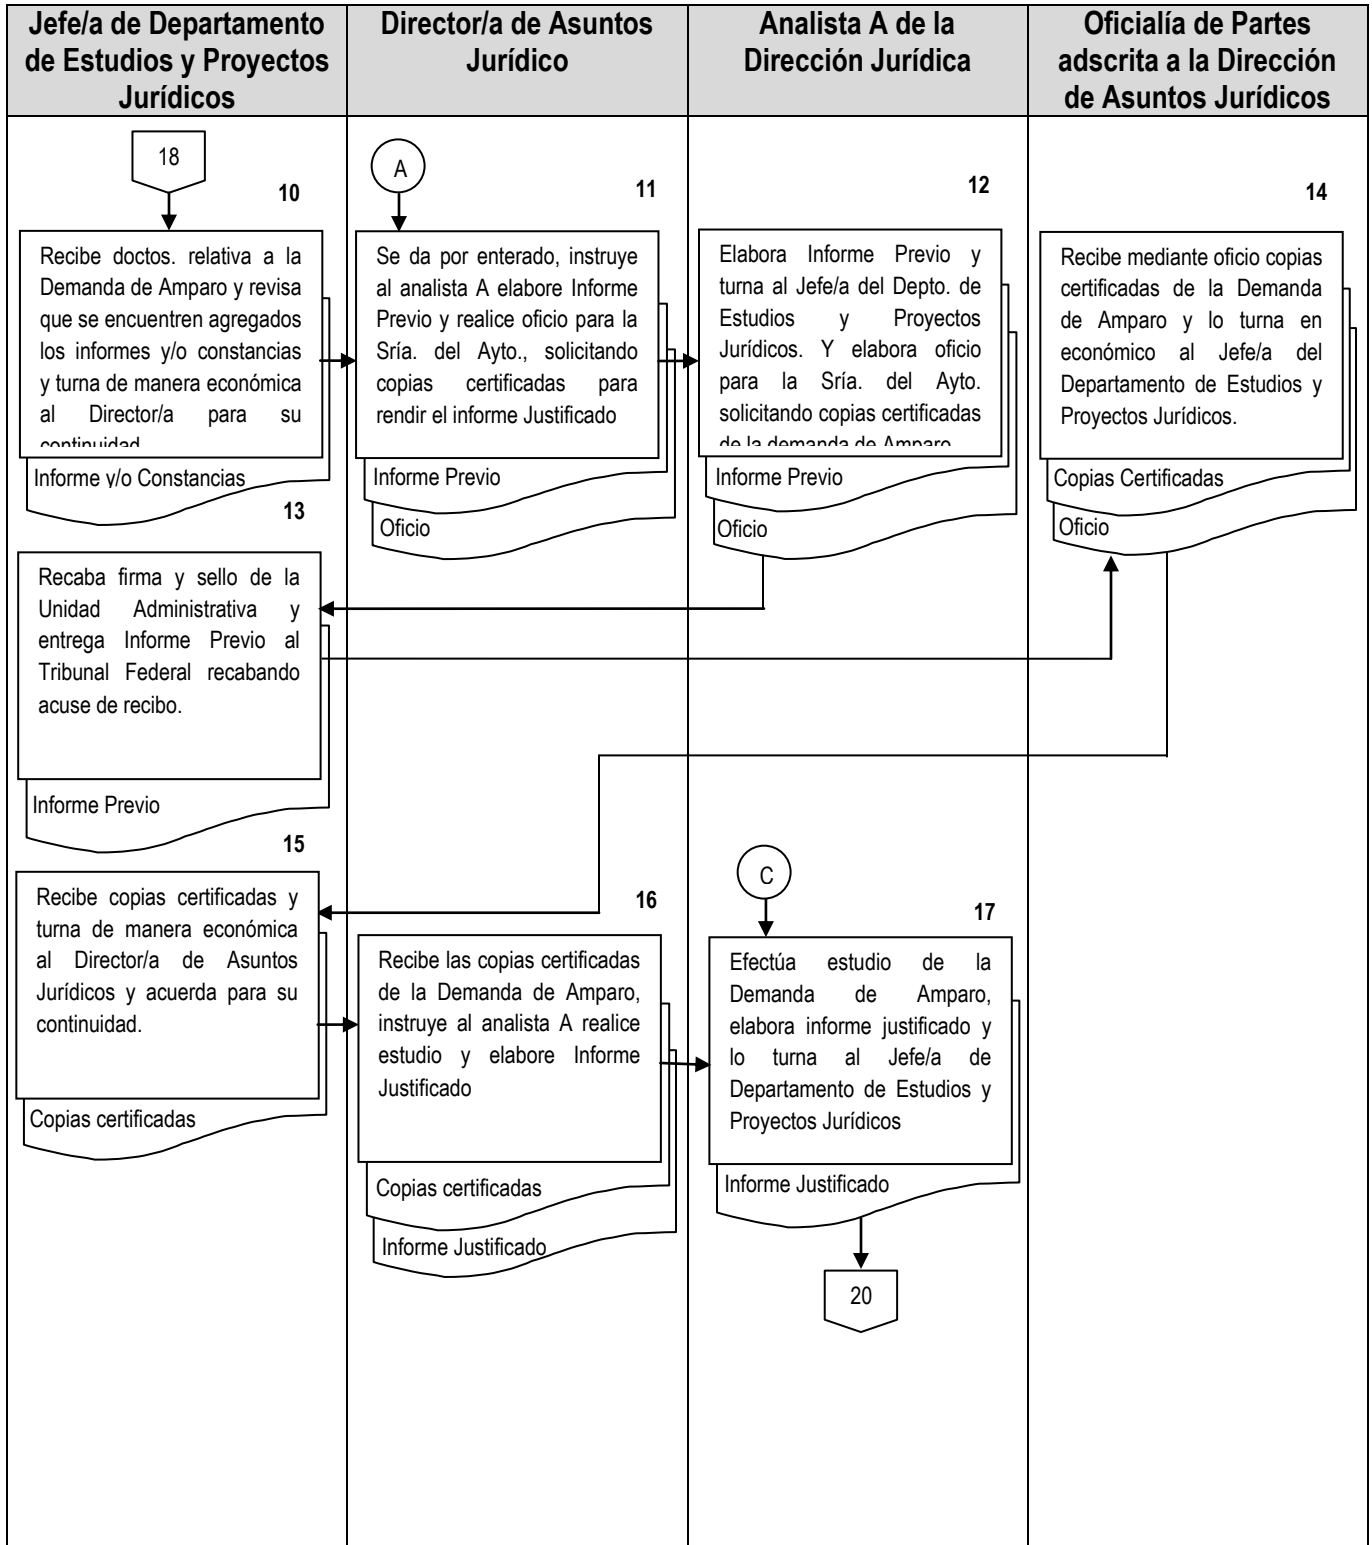 Jefe/a de Departamento
de Estudios y Proyectos
Jurídicos
Director/a de Asuntos
Jurídico
Analista A de la
Dirección Jurídica
Oficialía de Partes
adscrita a la Dirección
de Asuntos Jurídicos
18
10
Recibe doctos. relativa a la
Demanda de Amparo y revisa
que se encuentren agregados
los informes y/o constancias
y turna de manera económica
al Director/a para su
continuidad
Informe y/o Constancias
A
11
Se da por enterado, instruye
al analista A elabore Informe
Previo y realice oficio para la
Sría. del Ayto., solicitando
copias certificadas para
rendir el informe Justificado
Informe Previo
Oficio
12
Elabora Informe Previo y
turna al Jefe/a del Depto. de
Estudios y Proyectos
Jurídicos. Y elabora oficio
para la Sría. del Ayto.
solicitando copias certificadas
de la demanda de Amparo
Informe Previo
Oficio
14
Recibe mediante oficio copias
certificadas de la Demanda
de Amparo y lo turna en
económico al Jefe/a del
Departamento de Estudios y
Proyectos Jurídicos.
Copias Certificadas
Oficio
13
Recaba firma y sello de la
Unidad Administrativa y
entrega Informe Previo al
Tribunal Federal recabando
acuse de recibo.
Informe Previo
15
Recibe copias certificadas y
turna de manera económica
al Director/a de Asuntos
Jurídicos y acuerda para su
continuidad.
Copias certificadas
16
Recibe las copias certificadas
de la Demanda de Amparo,
instruye al analista A realice
estudio y elabore Informe
Justificado
Copias certificadas
Informe Justificado
C
17
Efectúa estudio de la
Demanda de Amparo,
elabora informe justificado y
lo turna al Jefe/a de
Departamento de Estudios y
Proyectos Jurídicos
Informe Justificado
20